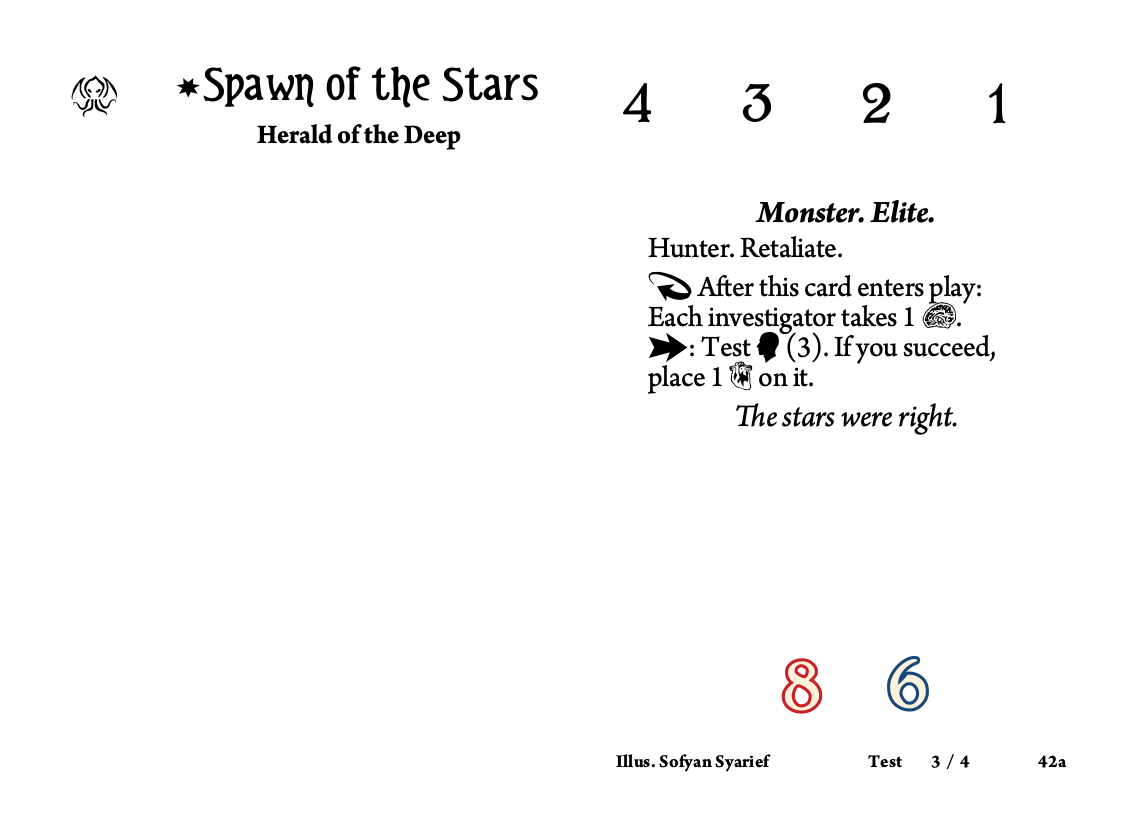 Spawn of the Stars
Herald of the Deep
4 3 2 1
Monster. Elite.
Hunter. Retaliate.
After this card enters play:
Each investigator takes 1 .
: Test (3). If you succeed,
place 1 on it.
The stars were right.
8 6
Illus. Sofyan Syarief Test 3 / 4 42a